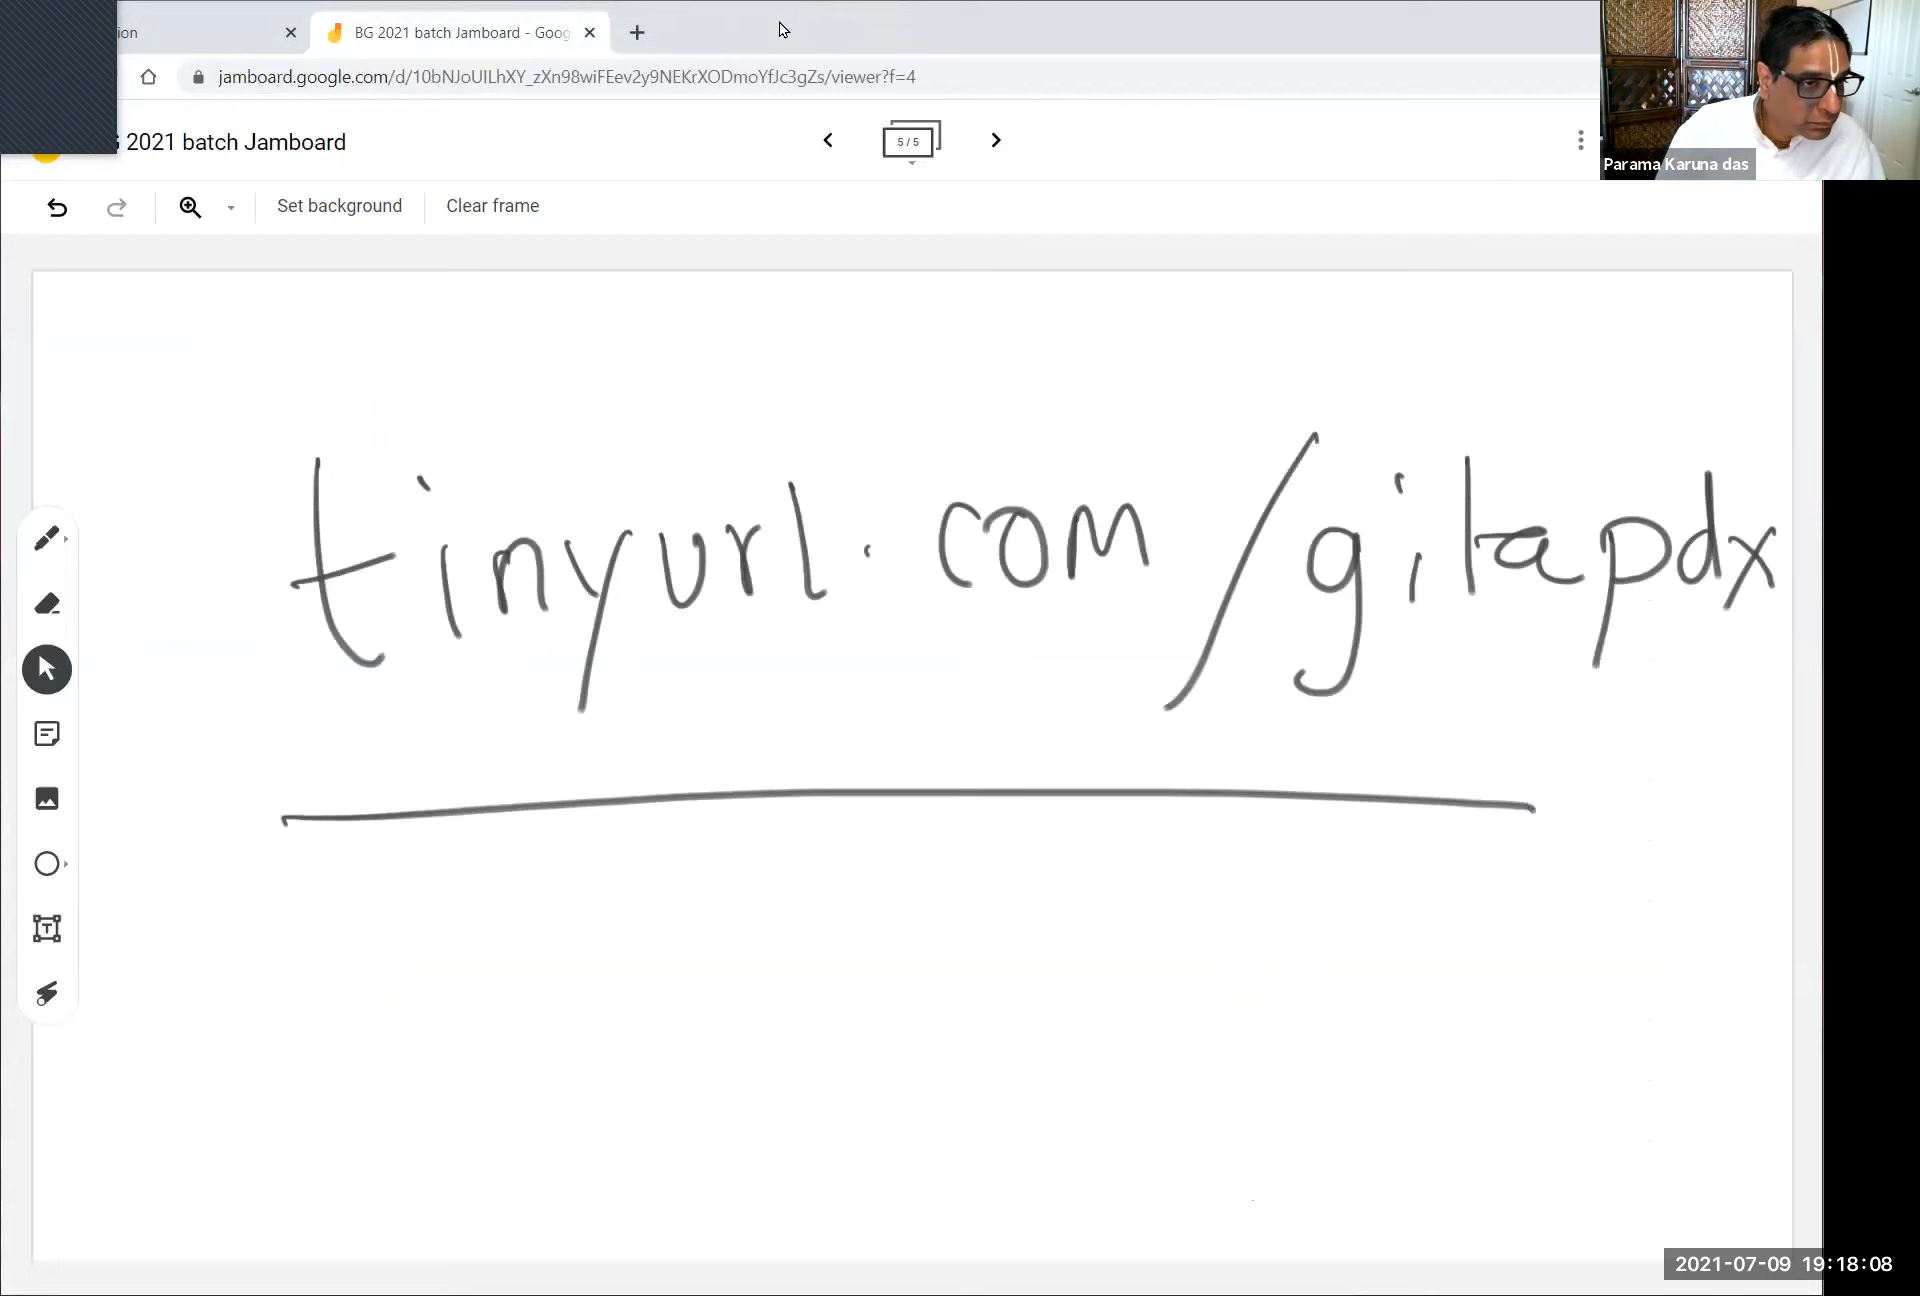 ion
BG 2021 batch Jamboard - Goog
jamboard.google.com/d/10bNJoUILhXY_zXn98wiFEev2y9NEKrXODmoYfJc3gZs/viewer?f=4
2021 batch Jamboard
5 / 5
Parama Karuna das
Set background
Clear frame
tinyurl.com/gitapdx
T
2021-07-09 19:18:08